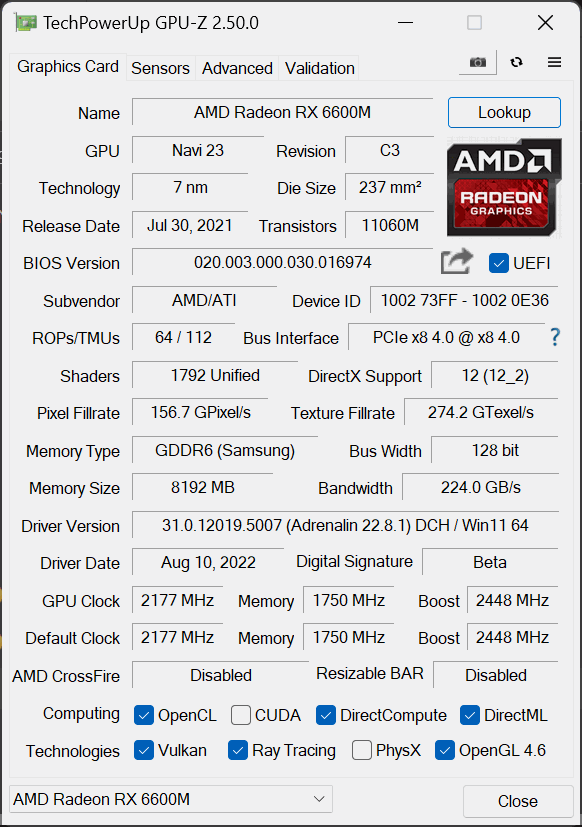 TechPowerUp GPU-Z 2.50.0
Graphics Card Sensors Advanced Validation
Name AMD Radeon RX 6600M Lookup
GPU Navi 23 Revision C3
Technology 7 nm Die Size 237 mm²
Release Date Jul 30, 2021 Transistors 11060M
AMD
RADEON
GRAPHICS
BIOS Version 020.003.000.030.016974 UEFI
Subvendor AMD/ATI Device ID 1002 73FF - 1002 0E36
ROPs/TMUs 64 / 112 Bus Interface PCIe x8 4.0 @ x8 4.0 ?
Shaders 1792 Unified DirectX Support 12 (12_2)
Pixel Fillrate 156.7 GPixel/s Texture Fillrate 274.2 GTexel/s
Memory Type GDDR6 (Samsung) Bus Width 128 bit
Memory Size 8192 MB Bandwidth 224.0 GB/s
Driver Version 31.0.12019.5007 (Adrenalin 22.8.1) DCH / Win11 64
Driver Date Aug 10, 2022 Digital Signature Beta
GPU Clock 2177 MHz Memory 1750 MHz Boost 2448 MHz
Default Clock 2177 MHz Memory 1750 MHz Boost 2448 MHz
AMD CrossFire Disabled Resizable BAR Disabled
Computing OpenCL CUDA DirectCompute DirectML
Technologies Vulkan Ray Tracing PhysX OpenGL 4.6
AMD Radeon RX 6600M Close